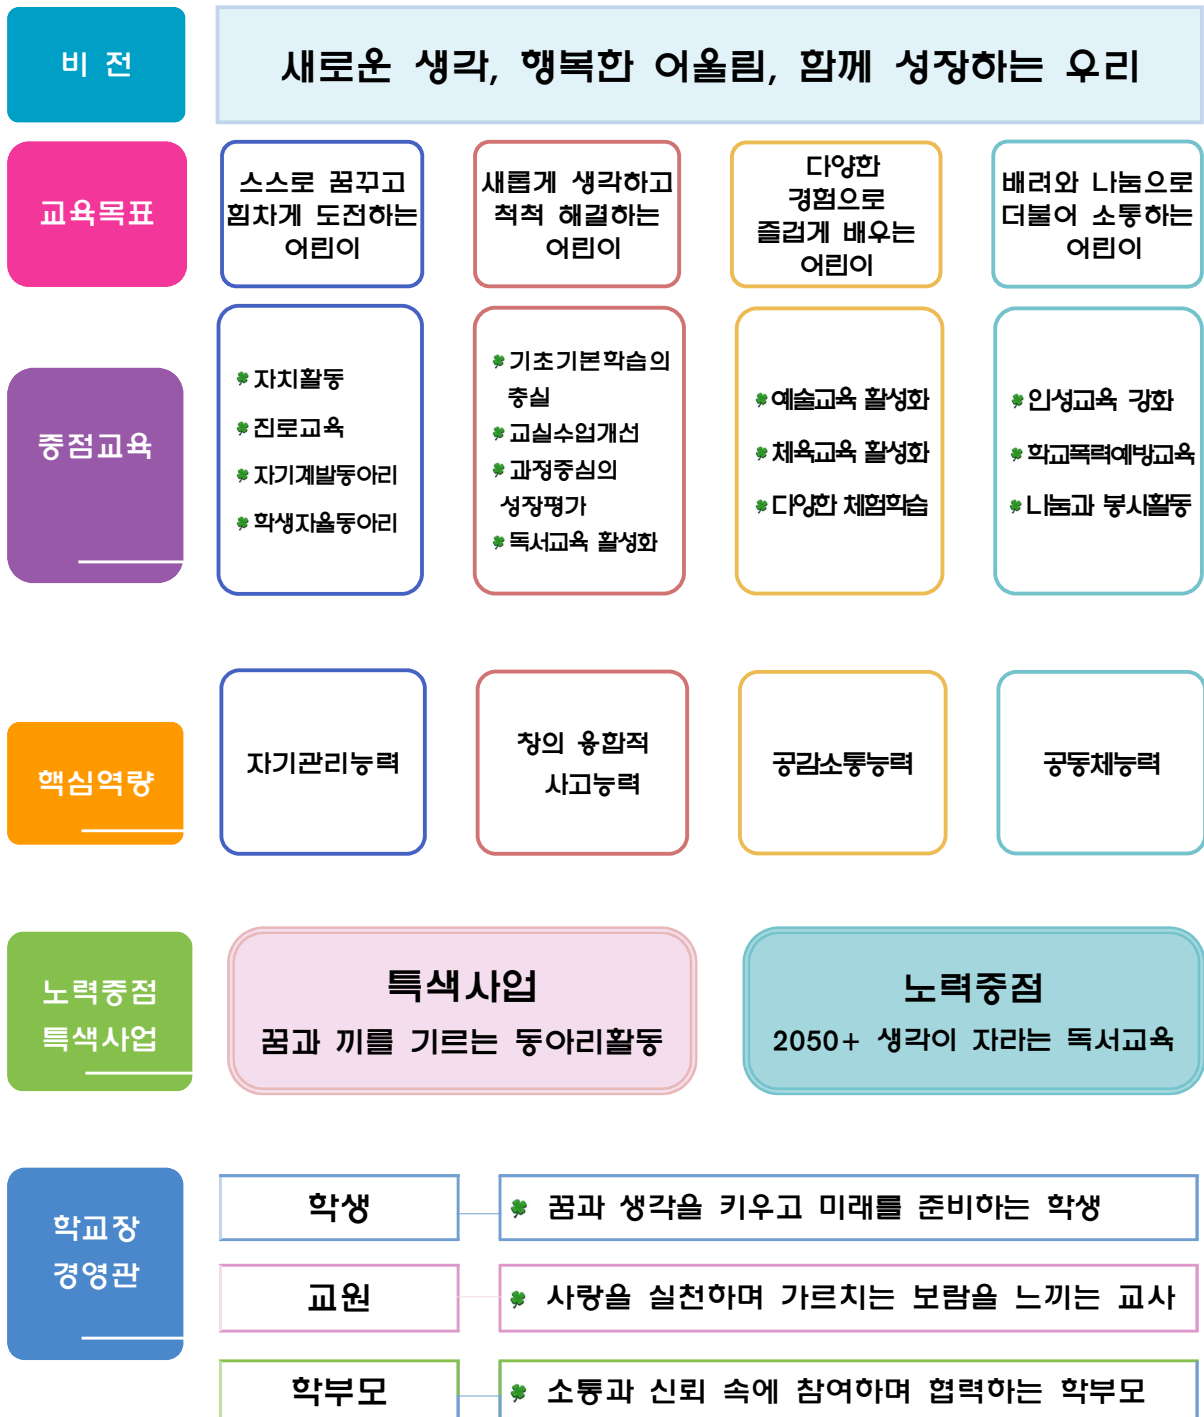 비 전
새로운 생각, 행복한 어울림, 함께 성장하는 우리
교육목표
스스로 꿈꾸고
힘차게 도전하는
어린이
새롭게 생각하고
척척 해결하는
어린이
다양한
경험으로
즐겁게 배우는
어린이
배려와 나눔으로
더불어 소통하는
어린이
중점교육
자치활동
진로교육
자기계발동아리
학생자율동아리
기초기본학습의
충실
교실수업개선
과정중심의
성장평가
독서교육 활성화
예술교육 활성화
체육교육 활성화
다양한 체험학습
인성교육 강화
학교폭력예방교육
나눔과 봉사활동
핵심역량
자기관리능력
창의 융합적
사고능력
공감소통능력
공동체능력
노력중점
특색사업
특색사업
꿈과 끼를 기르는 동아리활동
노력중점
2050+ 생각이 자라는 독서교육
학교장
경영관
학생
꿈과 생각을 키우고 미래를 준비하는 학생
교원
사랑을 실천하며 가르치는 보람을 느끼는 교사
학부모
소통과 신뢰 속에 참여하며 협력하는 학부모